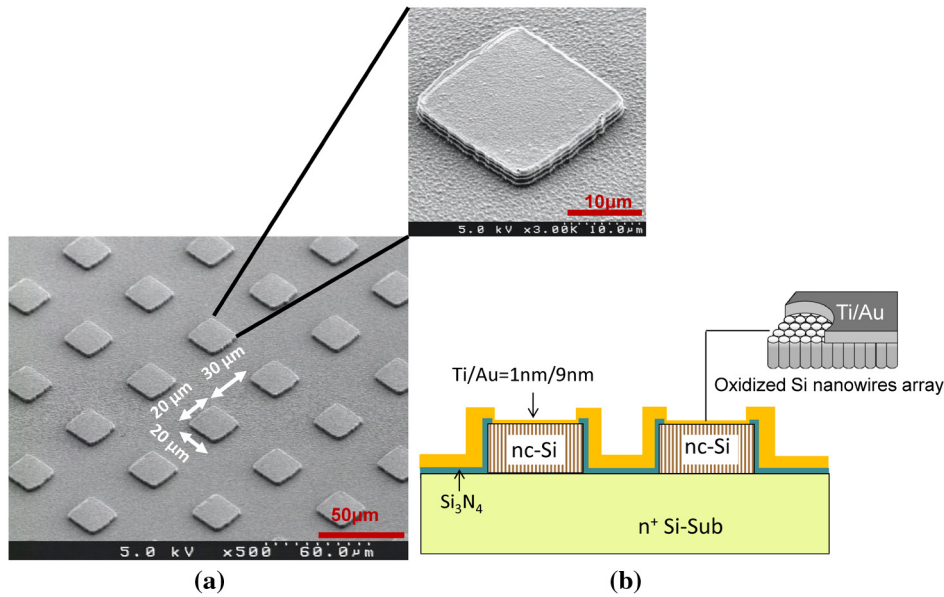 10μm
5.0 kV x3.00K 10.0μm
30 μm
20 μm
20 μm
50μm
5.0 kV x500 60.0μm
(a)
Ti/Au
Oxidized Si nanowires array
Ti/Au=1nm/9nm
nc-Si nc-Si
Si₃N₄
n⁺ Si-Sub
(b)